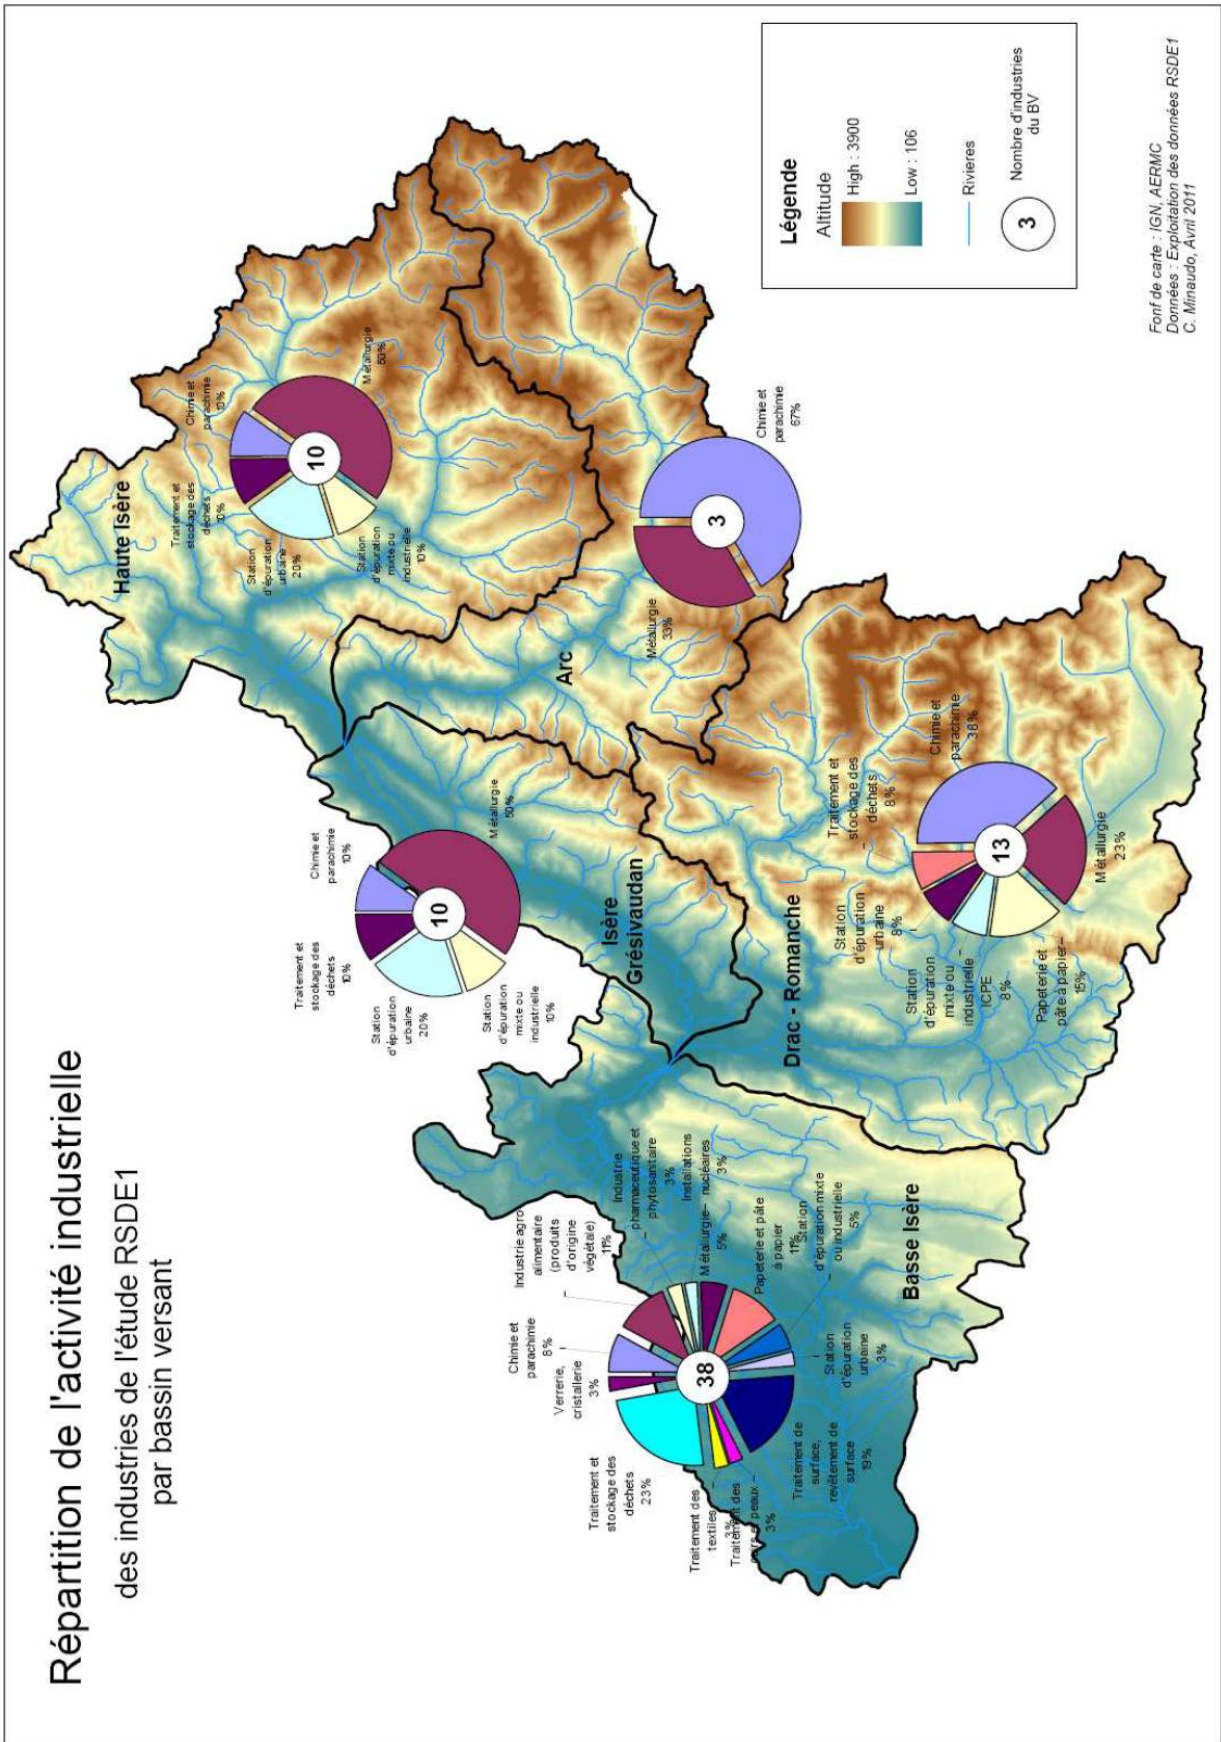 Répartition de l'activité industrielle
des industries de l'étude RSDE1
par bassin versant
Haute Isère
Chimie et
parachimie
10%
Traitement et
stockage des
déchets
10%
Station
d'épuration
urbaine
20%
Station
d'épuration
mixte ou
industrielle
10%
Métallurgie
50%
10
Chimie et
parachimie
10%
Traitement et
stockage des
déchets
10%
Station
d'épuration
urbaine
20%
Station
d'épuration
mixte ou
industrielle
10%
Métallurgie
50%
10
Isère
Grésivaudan
Arc
Métallurgie
33%
3
Chimie et
parachimie
67%
Drac - Romanche
Traitement et
stockage des
déchets
8%
Station
d'épuration
urbaine
8%
Station
d'épuration
mixte ou
industrielle
ICPE
8%
Papeterie et
pâte à papier
15%
Métallurgie
23%
Chimie et
parachimie
38%
13
Basse Isère
Industrie agro
alimentaire
(produits
d'origine
végétale)
11%
Industrie
pharmaceutique et
phytosanitaire
3%
Installations
nucléaires
3%
Métallurgie
5%
Papeterie et pâte
à papier
11%
Station
d'épuration mixte
ou industrielle
5%
Station
d'épuration
urbaine
3%
Traitement de
surface,
revêtement de
surface
19%
Traitement des
cuirs et peaux
3%
Traitement des
textiles
3%
Traitement et
stockage des
déchets
23%
Verrerie,
cristallerie
3%
Chimie et
parachimie
8%
38
Légende
Altitude
High : 3900
Low : 106
Rivieres
3
Nombre d'industries
du BV
Fonf de carte : IGN, AERMC
Données : Exploitation des données RSDE1
C. Minaudo, Avril 2011